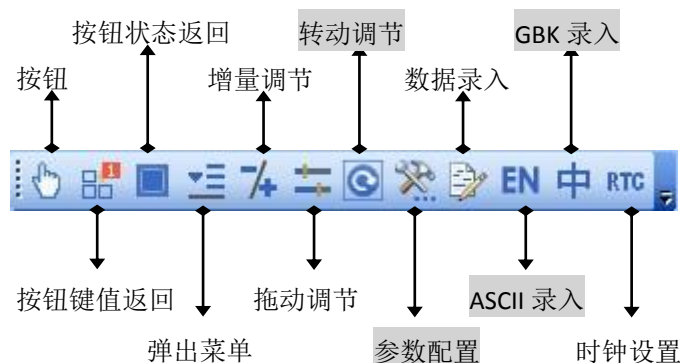 按钮状态返回 转动调节 GBK 录入
按钮 增量调节 数据录入
1 EN 中 RTC
按钮键值返回 拖动调节 ASCII 录入
弹出菜单 参数配置 时钟设置